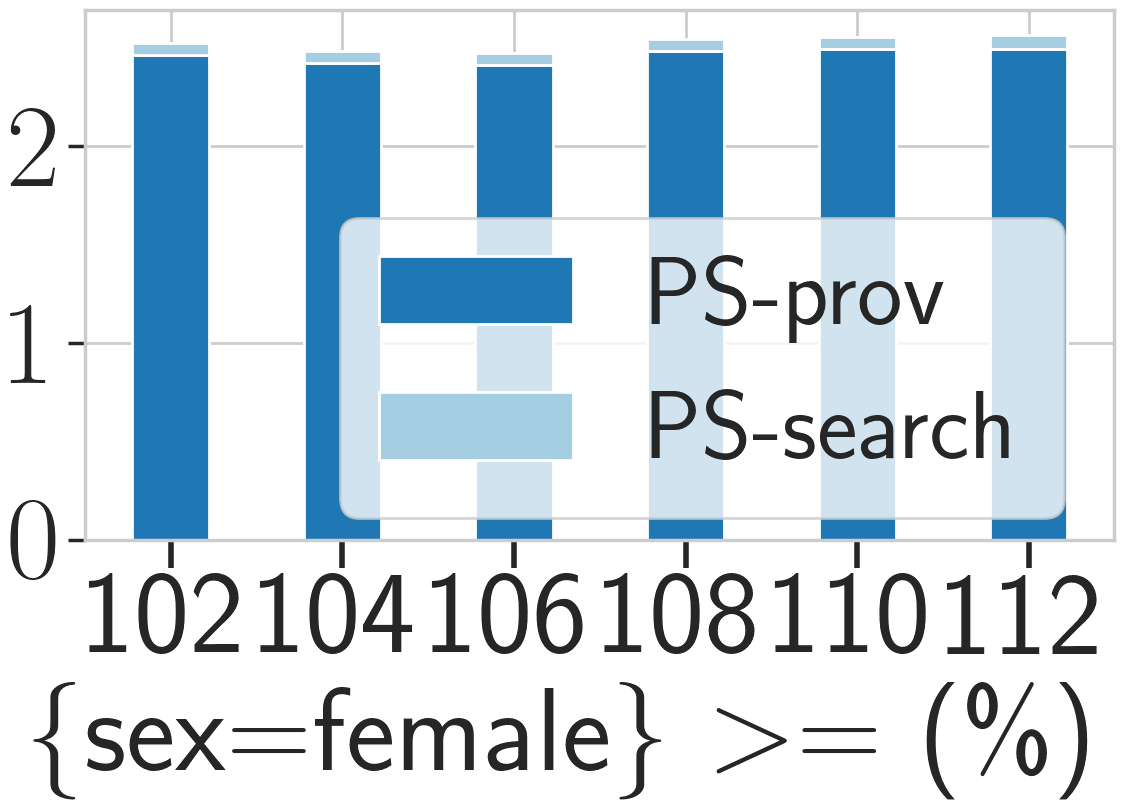 2
1
0
PS-prov
PS-search
102 104 106 108 110 112
{sex=female} >= (%)